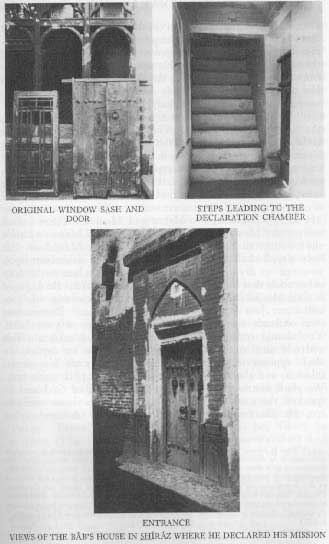 ORIGINAL WINDOW SASH AND
DOOR
STEPS LEADING TO THE
DECLARATION CHAMBER
ENTRANCE
VIEWS OF THE BÁB'S HOUSE IN SHÍRÁZ WHERE HE DECLARED HIS MISSION